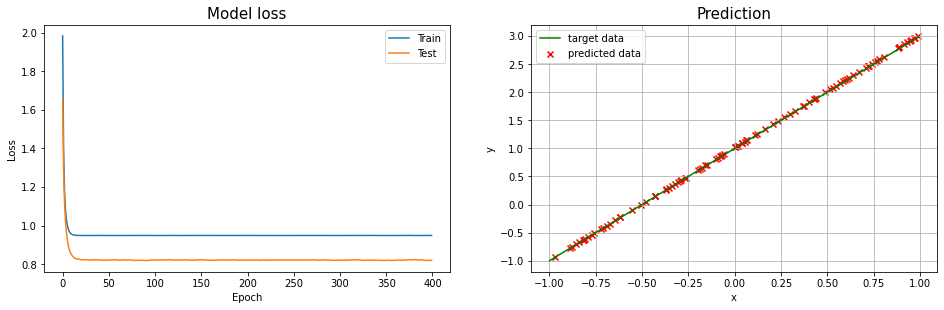 Model loss
Loss
2.0
1.8
1.6
1.4
1.2
1.0
0.8
Train
Test
0 50 100 150 200 250 300 350 400
Epoch
Prediction
y
3.0
2.5
2.0
1.5
1.0
0.5
0.0
−0.5
−1.0
target data
predicted data
−1.00 −0.75 −0.50 −0.25 0.00 0.25 0.50 0.75 1.00
x